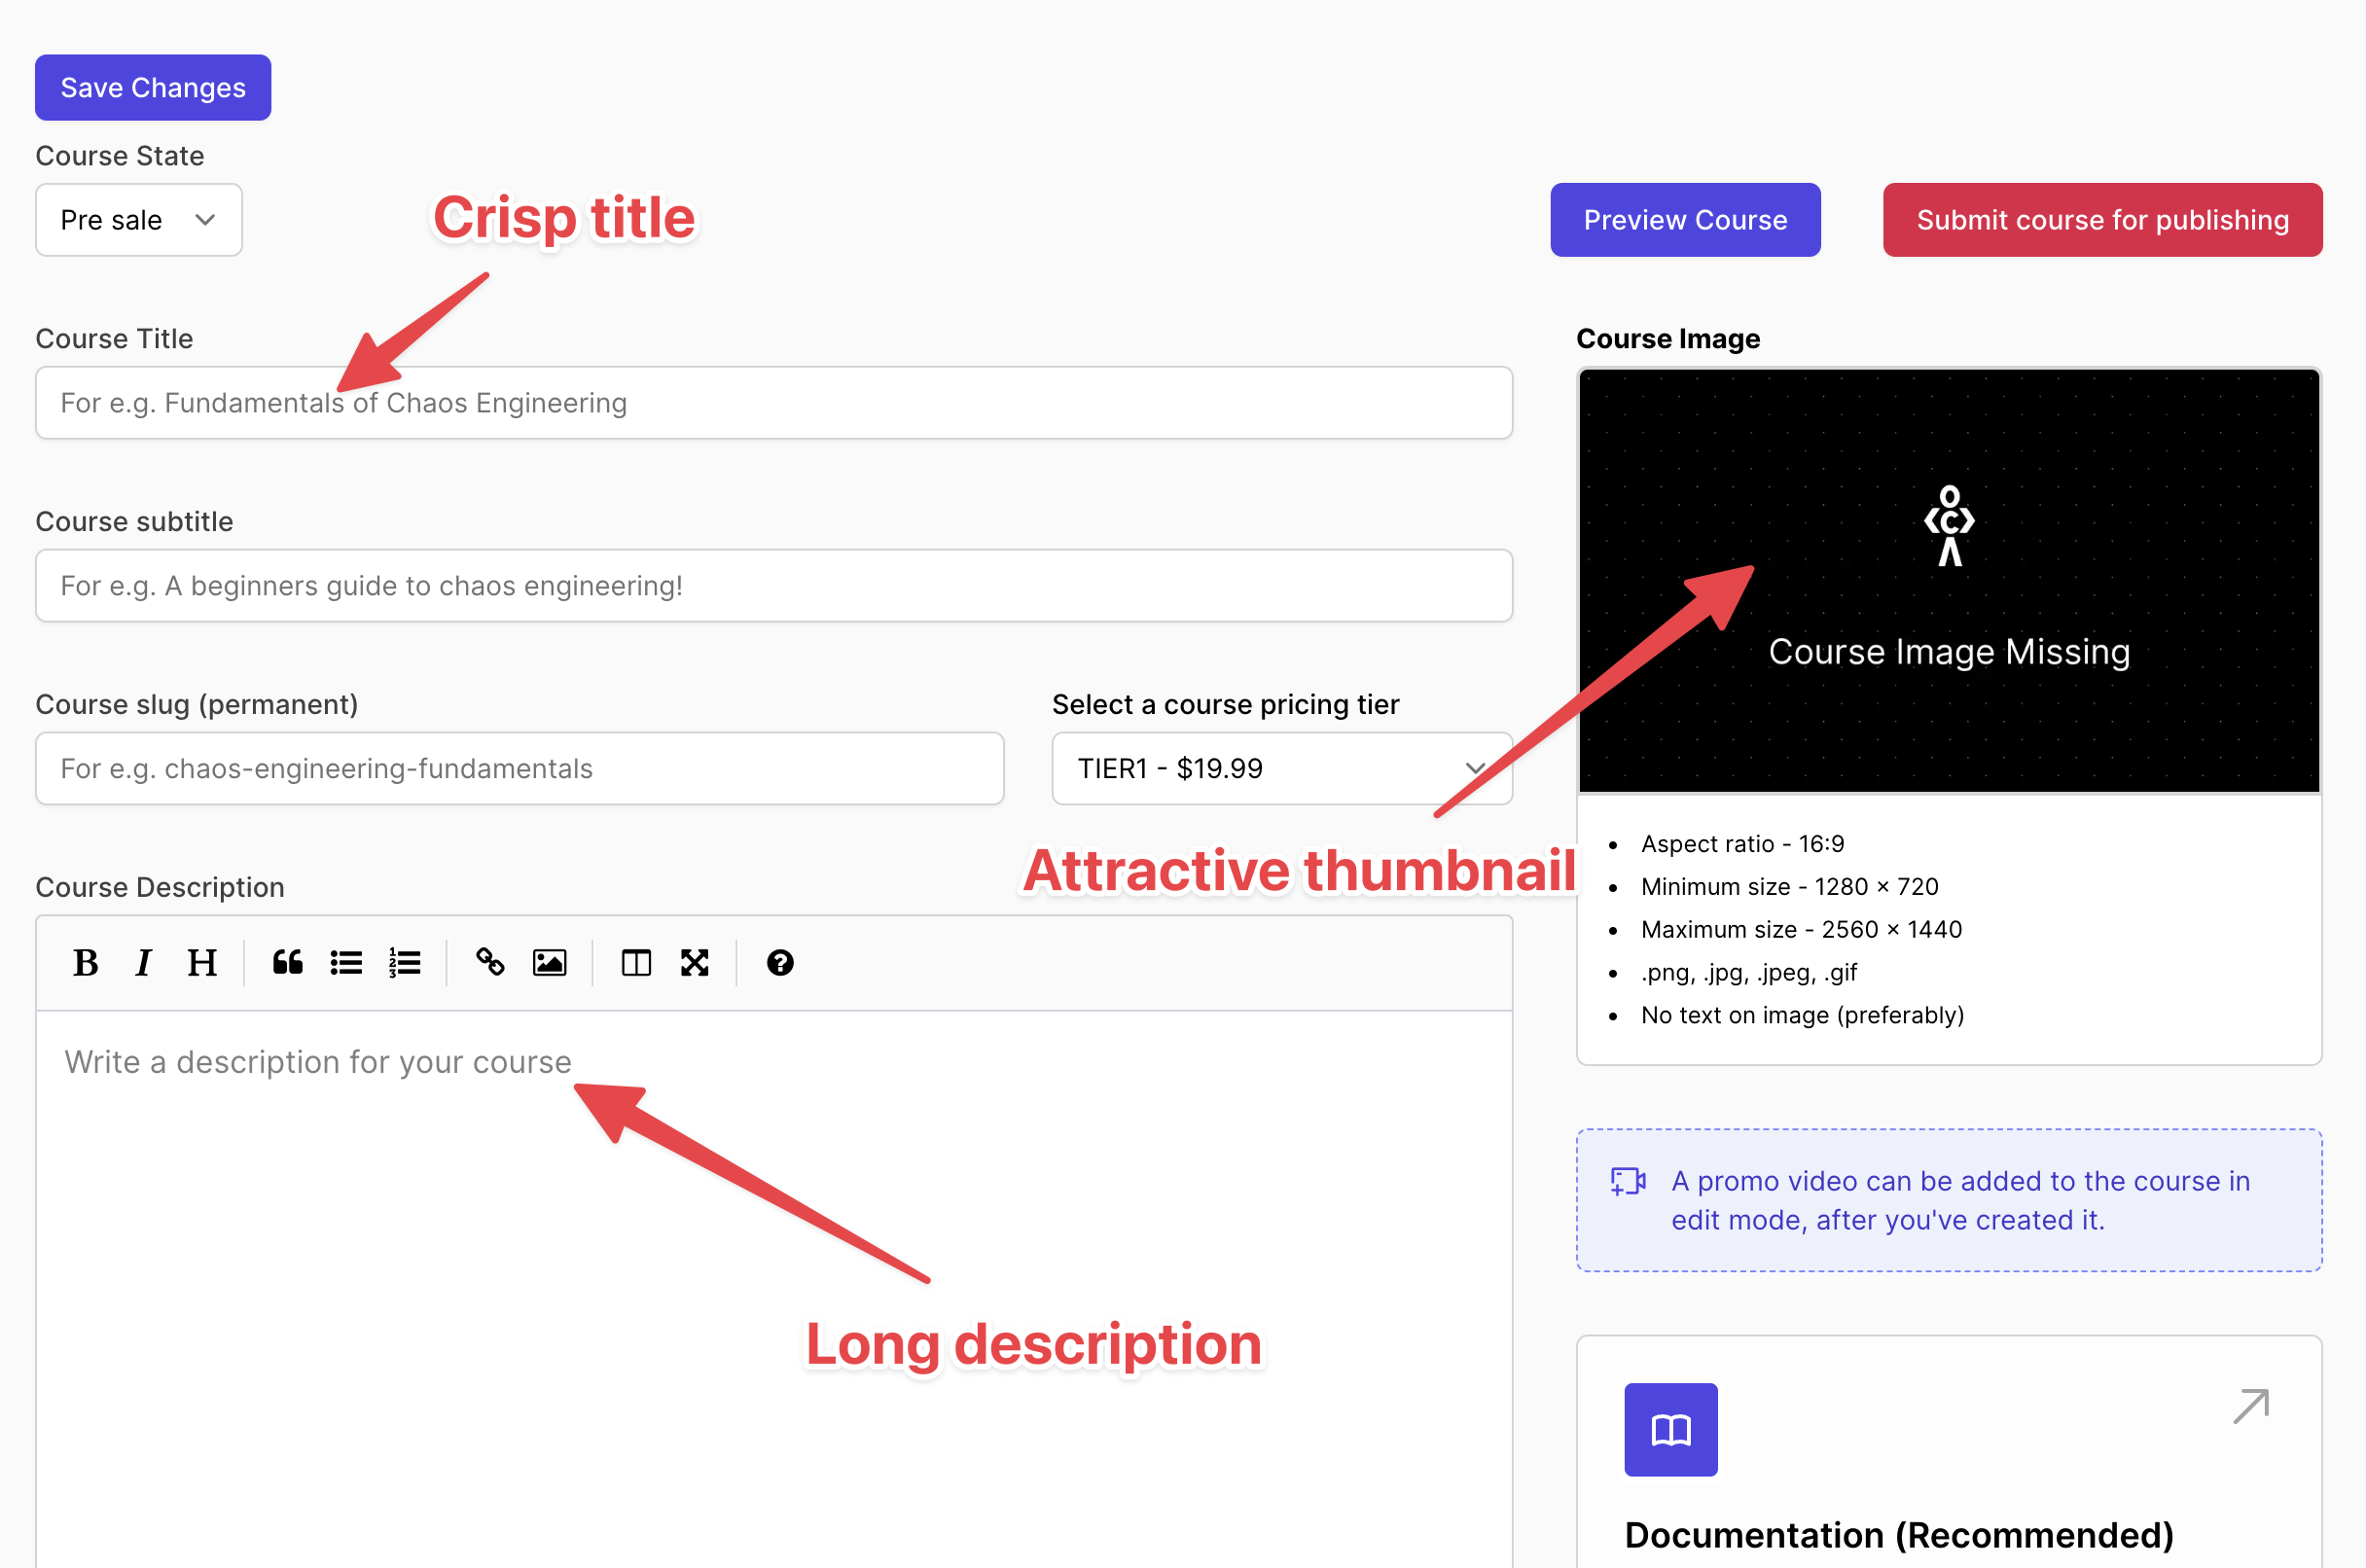 Save Changes
Course State
Pre sale
Crisp title
Preview Course
Submit course for publishing
Course Title
For e.g. Fundamentals of Chaos Engineering
Course subtitle
For e.g. A beginners guide to chaos engineering!
Course slug (permanent)
For e.g. chaos-engineering-fundamentals
Select a course pricing tier
TIER1 - $19.99
Attractive thumbnail
Course Description
B I H
Write a description for your course
Long description
Course Image
Course Image Missing
Aspect ratio - 16:9
Minimum size - 1280 × 720
Maximum size - 2560 × 1440
.png, .jpg, .jpeg, .gif
No text on image (preferably)
A promo video can be added to the course in
edit mode, after you've created it.
Documentation (Recommended)